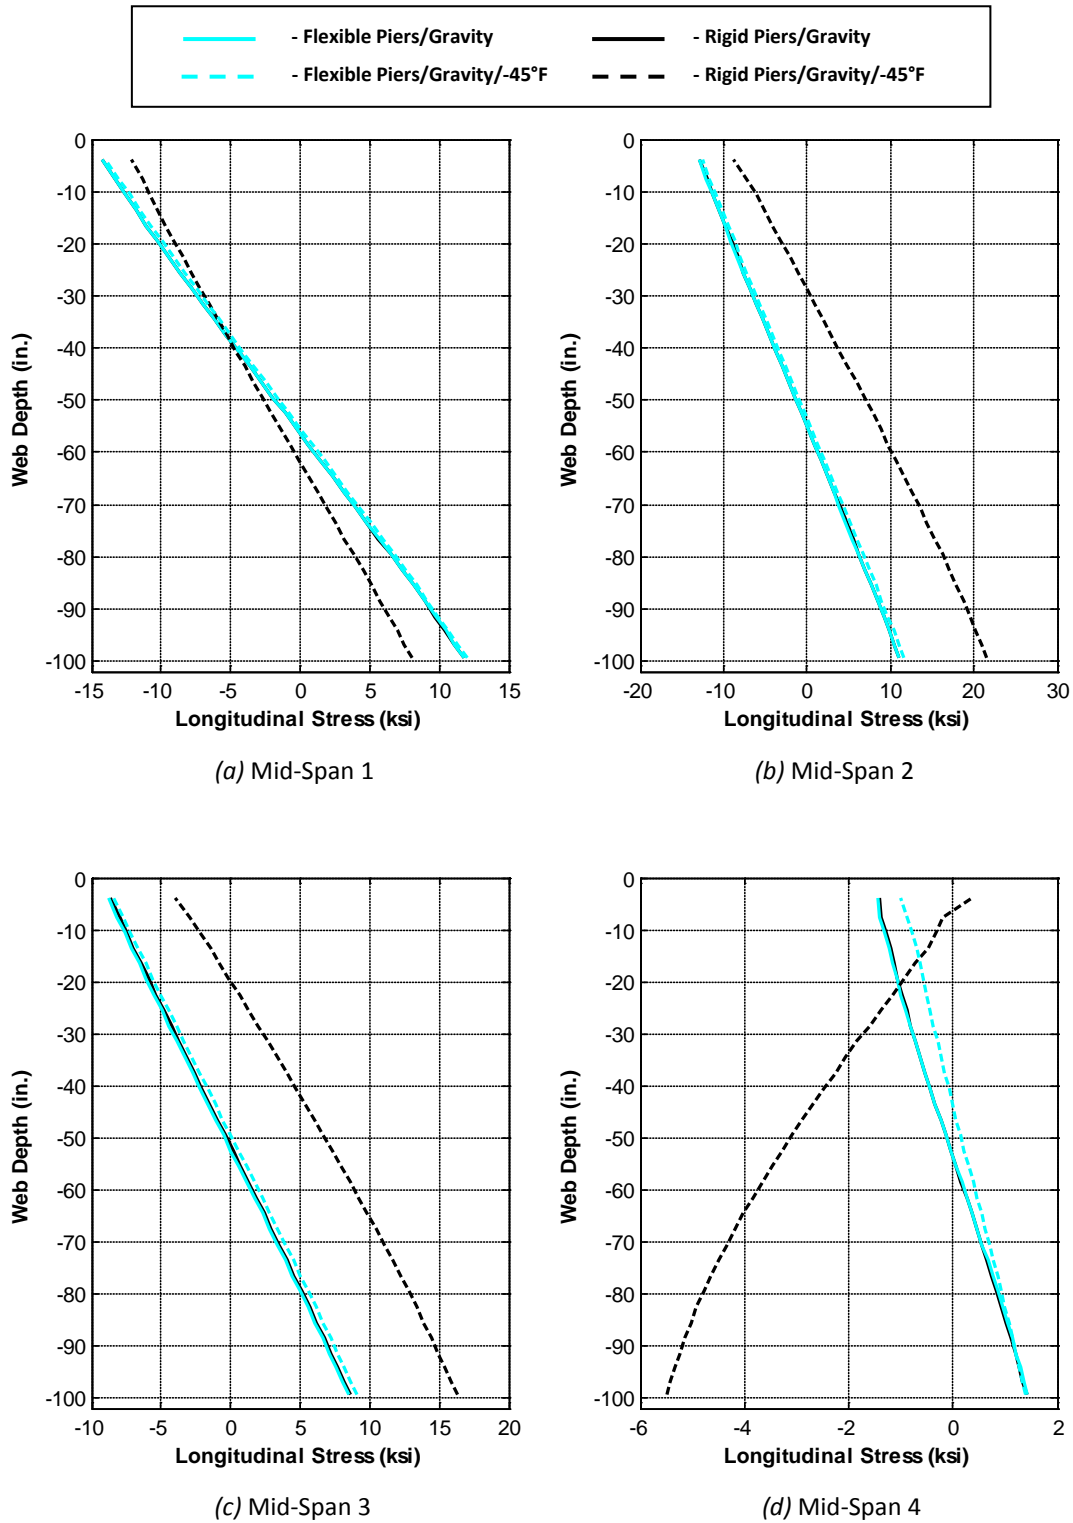 - Flexible Piers/Gravity - Rigid Piers/Gravity
- Flexible Piers/Gravity/-45°F - Rigid Piers/Gravity/-45°F
0
-10
-20
-30
-40
-50
-60
-70
-80
-90
-100
Web Depth (in.)
-15 -10 -5 0 5 10 15
Longitudinal Stress (ksi)
(a) Mid-Span 1
0
-10
-20
-30
-40
-50
-60
-70
-80
-90
-100
Web Depth (in.)
-20 -10 0 10 20 30
Longitudinal Stress (ksi)
(b) Mid-Span 2
0
-10
-20
-30
-40
-50
-60
-70
-80
-90
-100
Web Depth (in.)
-10 -5 0 5 10 15 20
Longitudinal Stress (ksi)
(c) Mid-Span 3
0
-10
-20
-30
-40
-50
-60
-70
-80
-90
-100
Web Depth (in.)
-6 -4 -2 0 2
Longitudinal Stress (ksi)
(d) Mid-Span 4